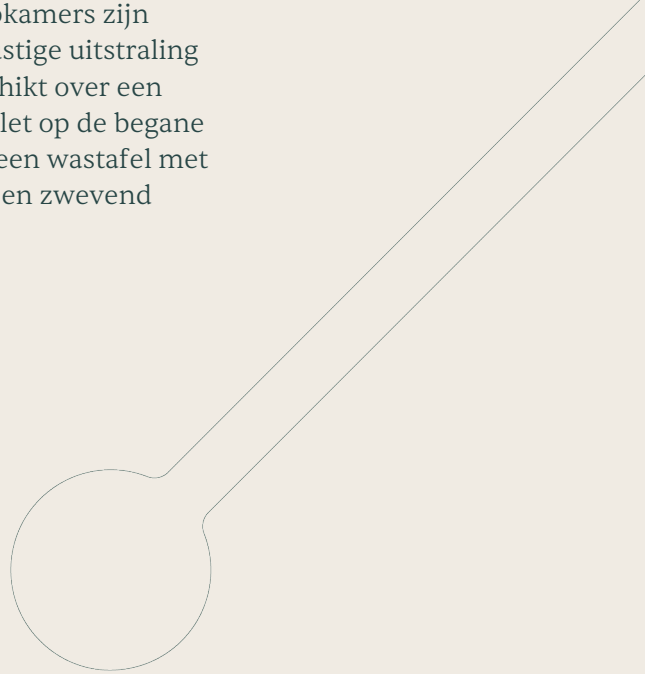 kamers zijn
stige uitstraling
hikt over een
let op de begane
een wastafel met
en zwevend